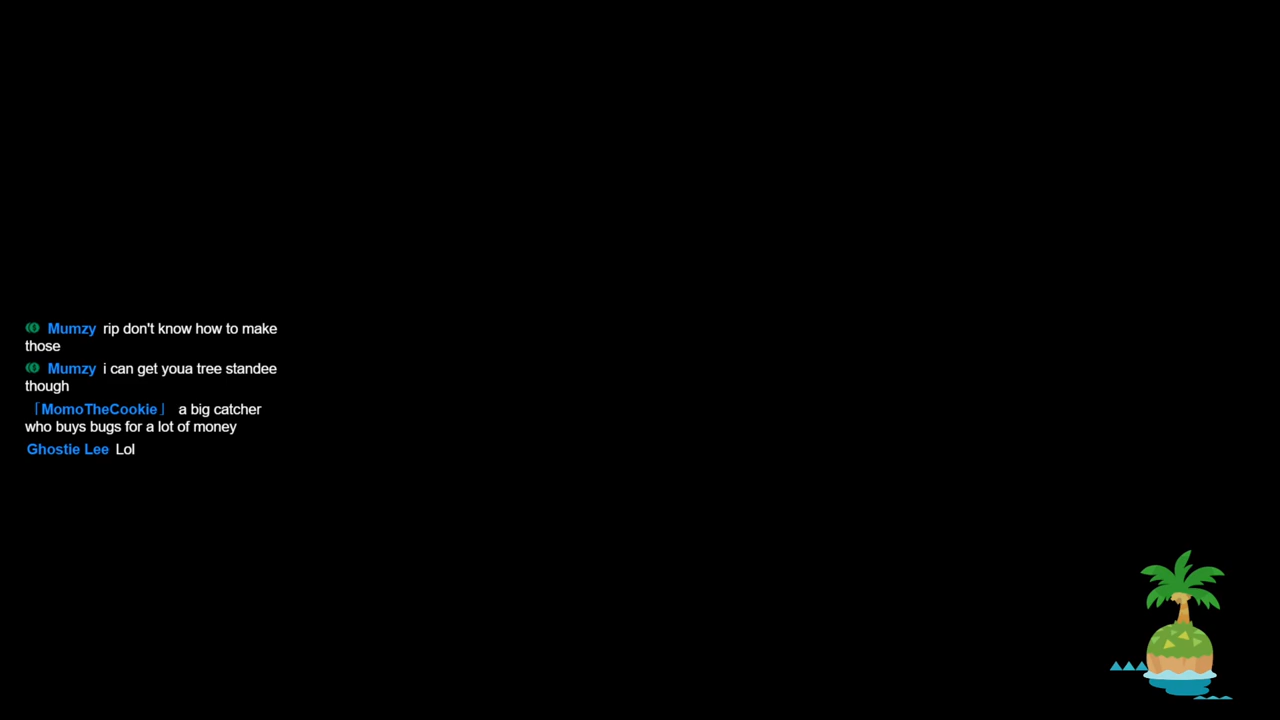 Mumzy rip don't know how to make
those
Mumzy i can get youa tree standee
though
「MomoTheCookie」 a big catcher
who buys bugs for a lot of money
Ghostie Lee Lol